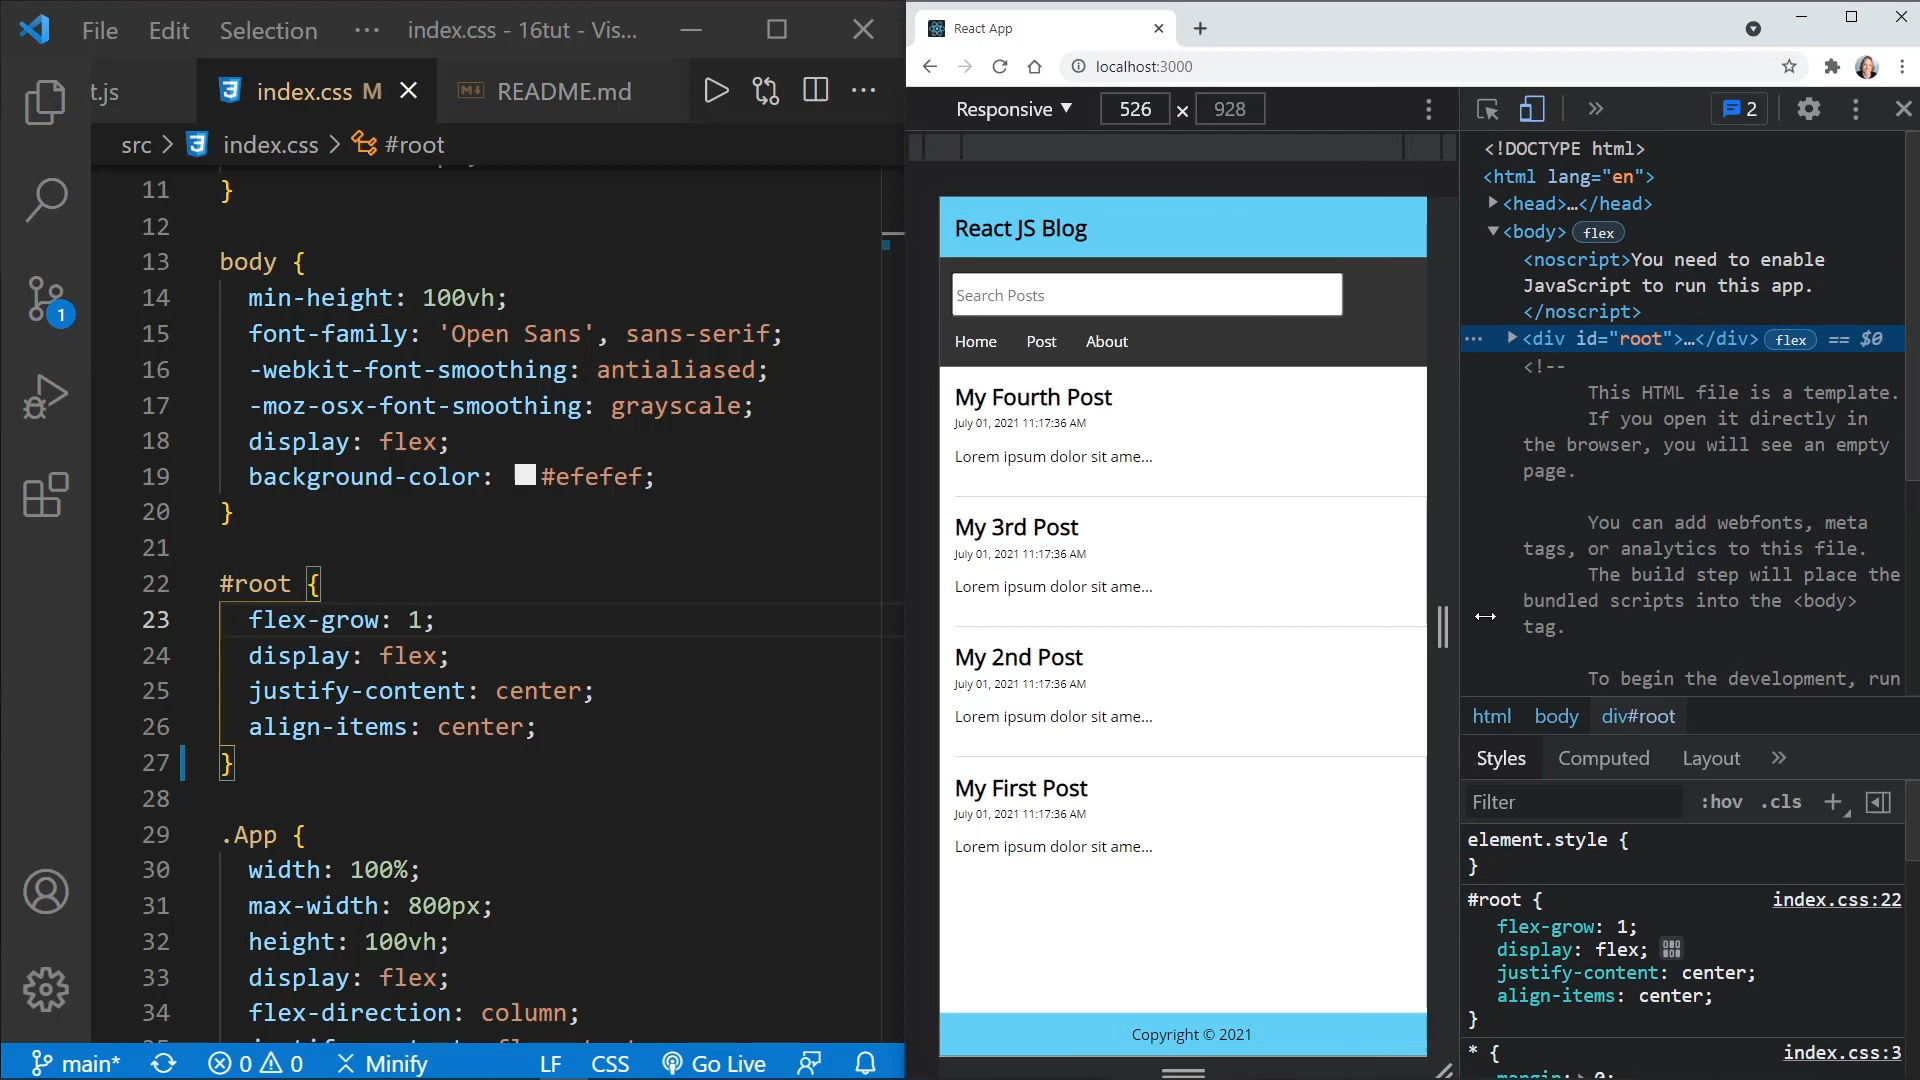 File Edit Selection ··· index.css - 16tut - Vis...
t.js index.css M README.md
src > index.css > #root
11 }
12
13 body {
14 min-height: 100vh;
15 font-family: 'Open Sans', sans-serif;
16 -webkit-font-smoothing: antialiased;
17 -moz-osx-font-smoothing: grayscale;
18 display: flex;
19 background-color: #efefef;
20 }
21
22 #root {
23 flex-grow: 1;
24 display: flex;
25 justify-content: center;
26 align-items: center;
27 }
28
29 .App {
30 width: 100%;
31 max-width: 800px;
32 height: 100vh;
33 display: flex;
34 flex-direction: column;
1
main* 0 0 Minify LF CSS Go Live
React App
localhost:3000
Responsive 526 x 928
React JS Blog
Search Posts
Home Post About
My Fourth Post
July 01, 2021 11:17:36 AM
Lorem ipsum dolor sit ame...
My 3rd Post
July 01, 2021 11:17:36 AM
Lorem ipsum dolor sit ame...
My 2nd Post
July 01, 2021 11:17:36 AM
Lorem ipsum dolor sit ame...
My First Post
July 01, 2021 11:17:36 AM
Lorem ipsum dolor sit ame...
Copyright © 2021
2
<!DOCTYPE html>
<html lang="en">
<head>…</head>
<body> flex
<noscript>You need to enable
JavaScript to run this app.
</noscript>
··· <div id="root">…</div> flex == $0
<!--
This HTML file is a template.
If you open it directly in
the browser, you will see an empty
page.
You can add webfonts, meta
tags, or analytics to this file.
The build step will place the
bundled scripts into the <body>
tag.
To begin the development, run
html body div#root
Styles Computed Layout
Filter :hov .cls
element.style {
}
#root { index.css:22
flex-grow: 1;
display: flex;
justify-content: center;
align-items: center;
}
* { index.css:3
margin: 0;